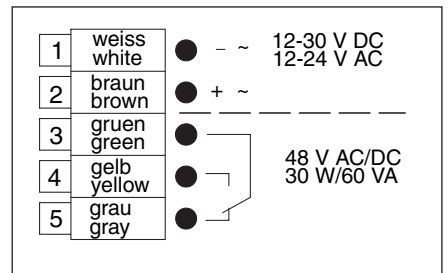 1 weiss white − ~ 12-30 V DC
12-24 V AC
2 braun brown + ~
3 gruen green
4 gelb yellow
48 V AC/DC
30 W/60 VA
5 grau gray